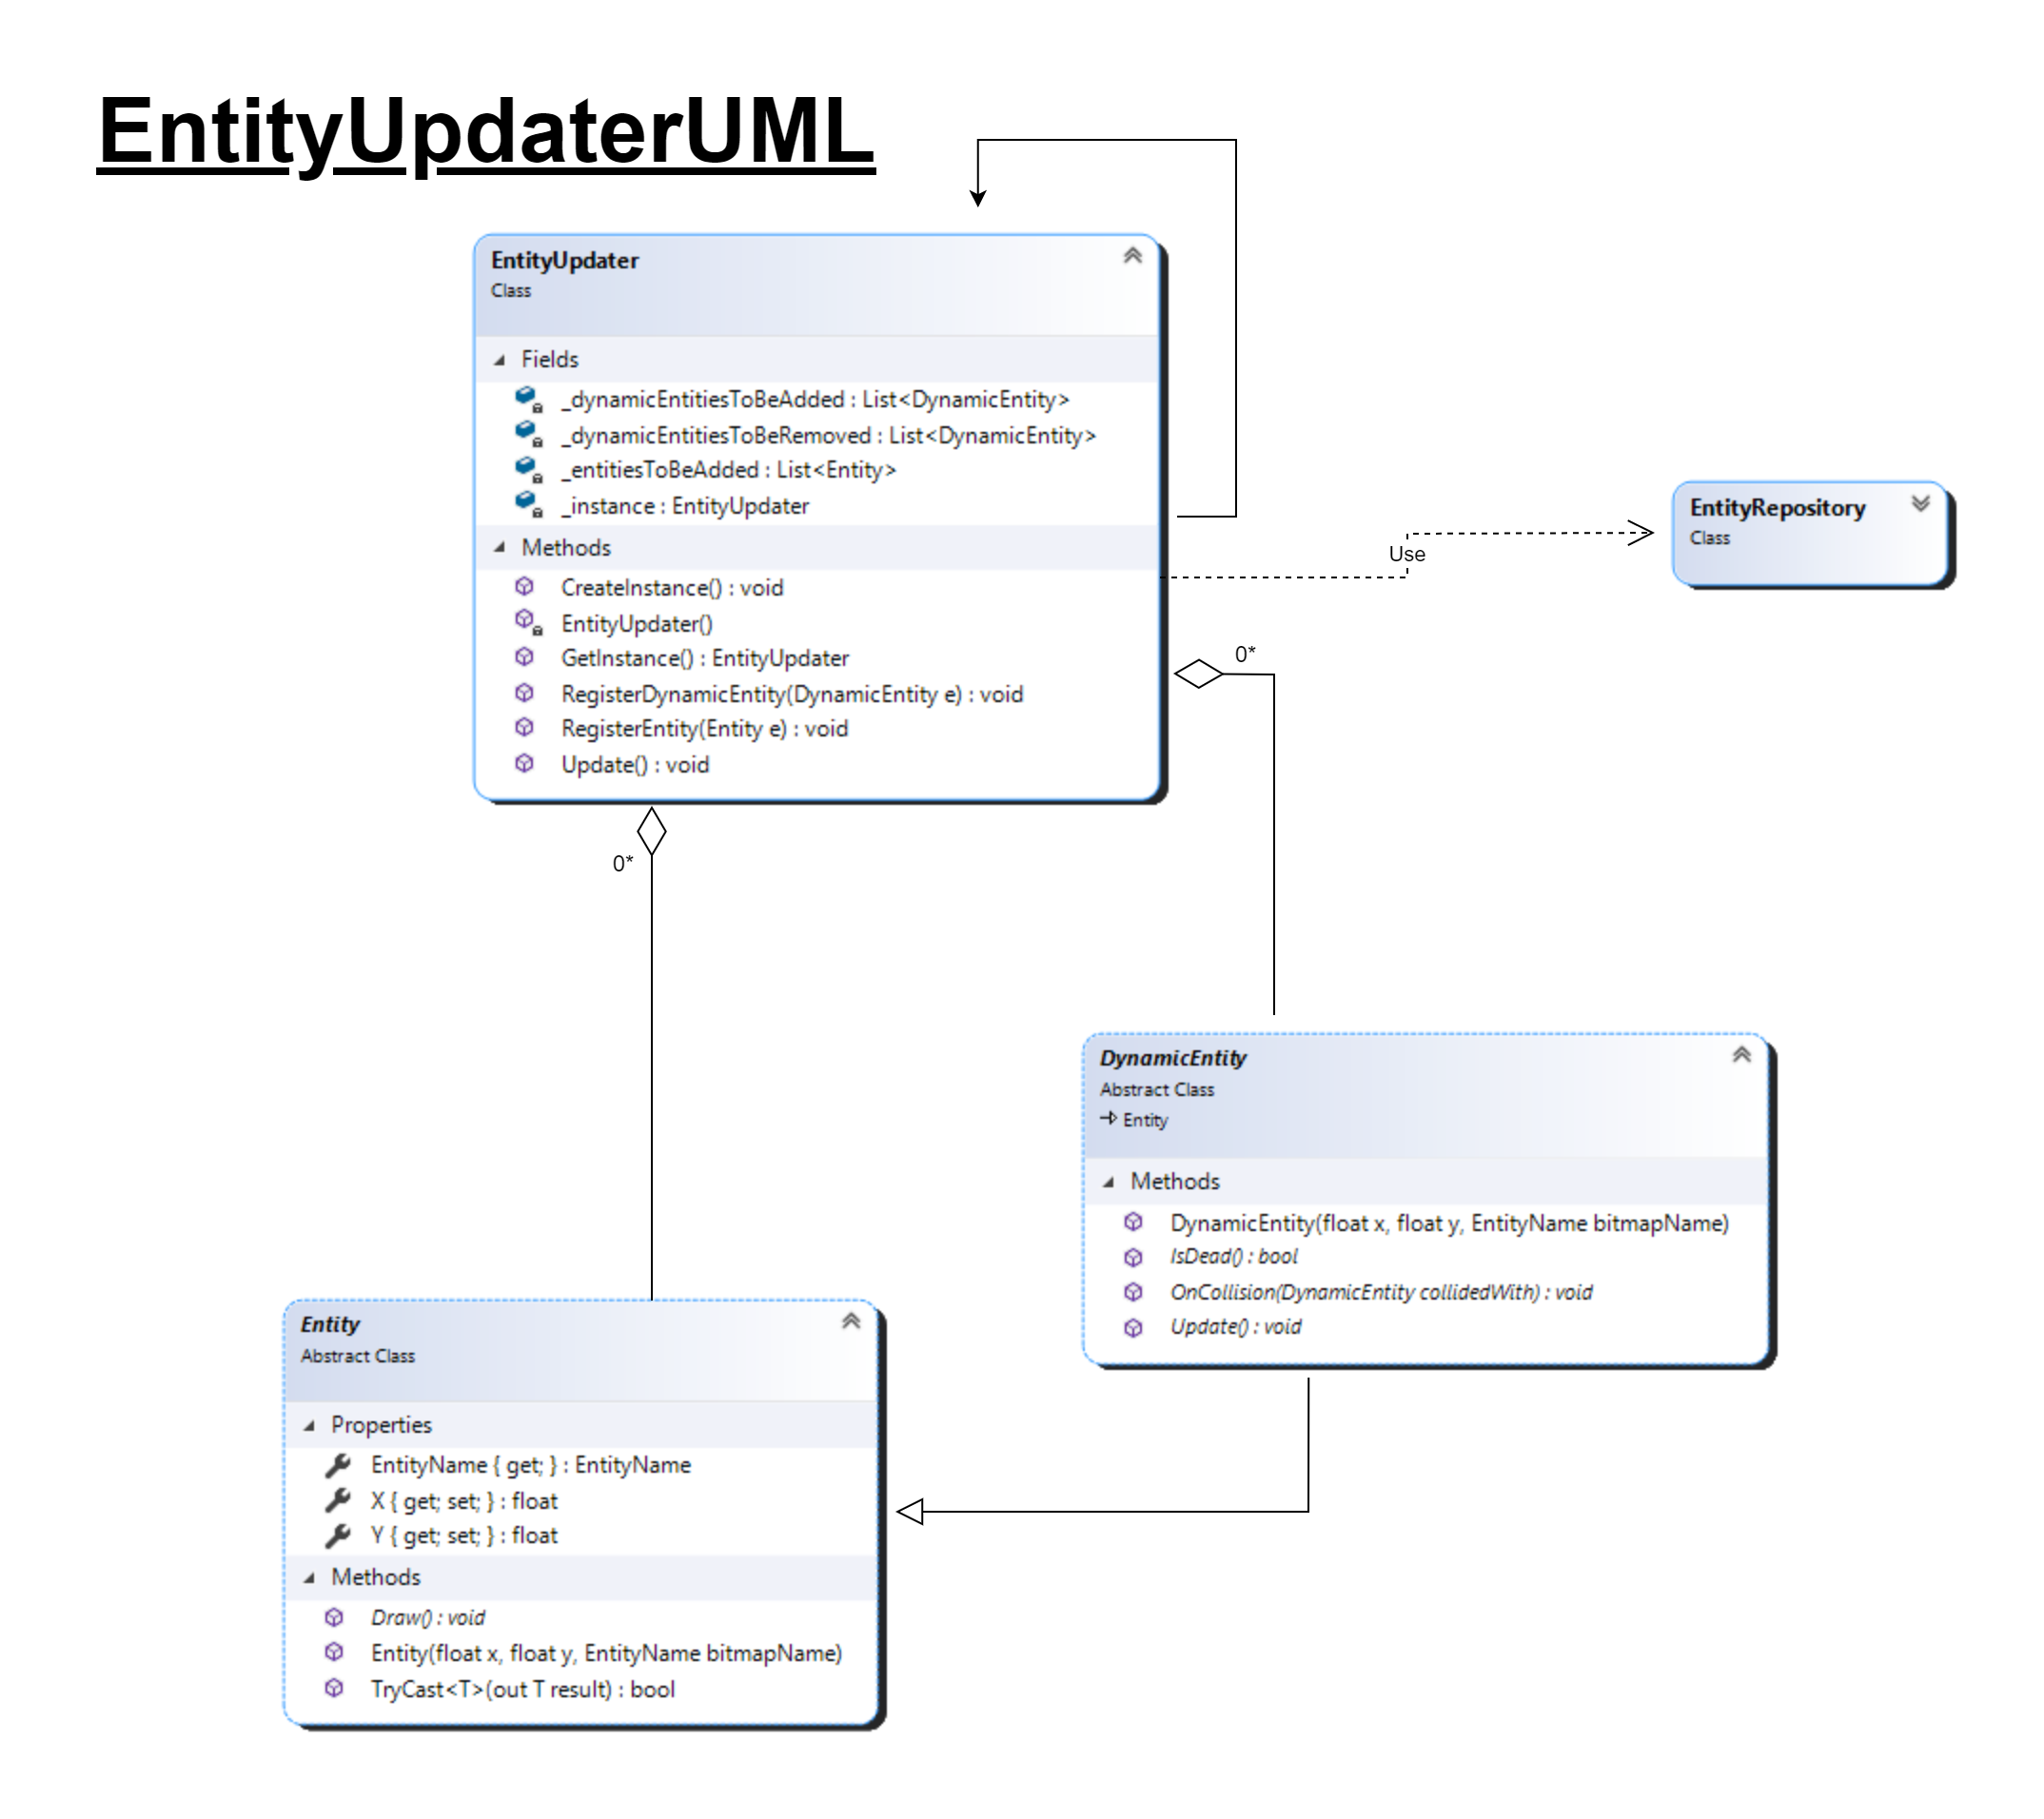 EntityUpdaterUML
EntityUpdater
Class
Fields
_dynamicEntitiesToBeAdded : List<DynamicEntity>
_dynamicEntitiesToBeRemoved : List<DynamicEntity>
_entitiesToBeAdded : List<Entity>
_instance : EntityUpdater
Methods
CreateInstance() : void
EntityUpdater()
GetInstance() : EntityUpdater
RegisterDynamicEntity(DynamicEntity e) : void
RegisterEntity(Entity e) : void
Update() : void
Use
EntityRepository
Class
0*
0*
DynamicEntity
Abstract Class
Entity
Methods
DynamicEntity(float x, float y, EntityName bitmapName)
IsDead() : bool
OnCollision(DynamicEntity collidedWith) : void
Update() : void
Entity
Abstract Class
Properties
EntityName { get; } : EntityName
X { get; set; } : float
Y { get; set; } : float
Methods
Draw() : void
Entity(float x, float y, EntityName bitmapName)
TryCast<T>(out T result) : bool